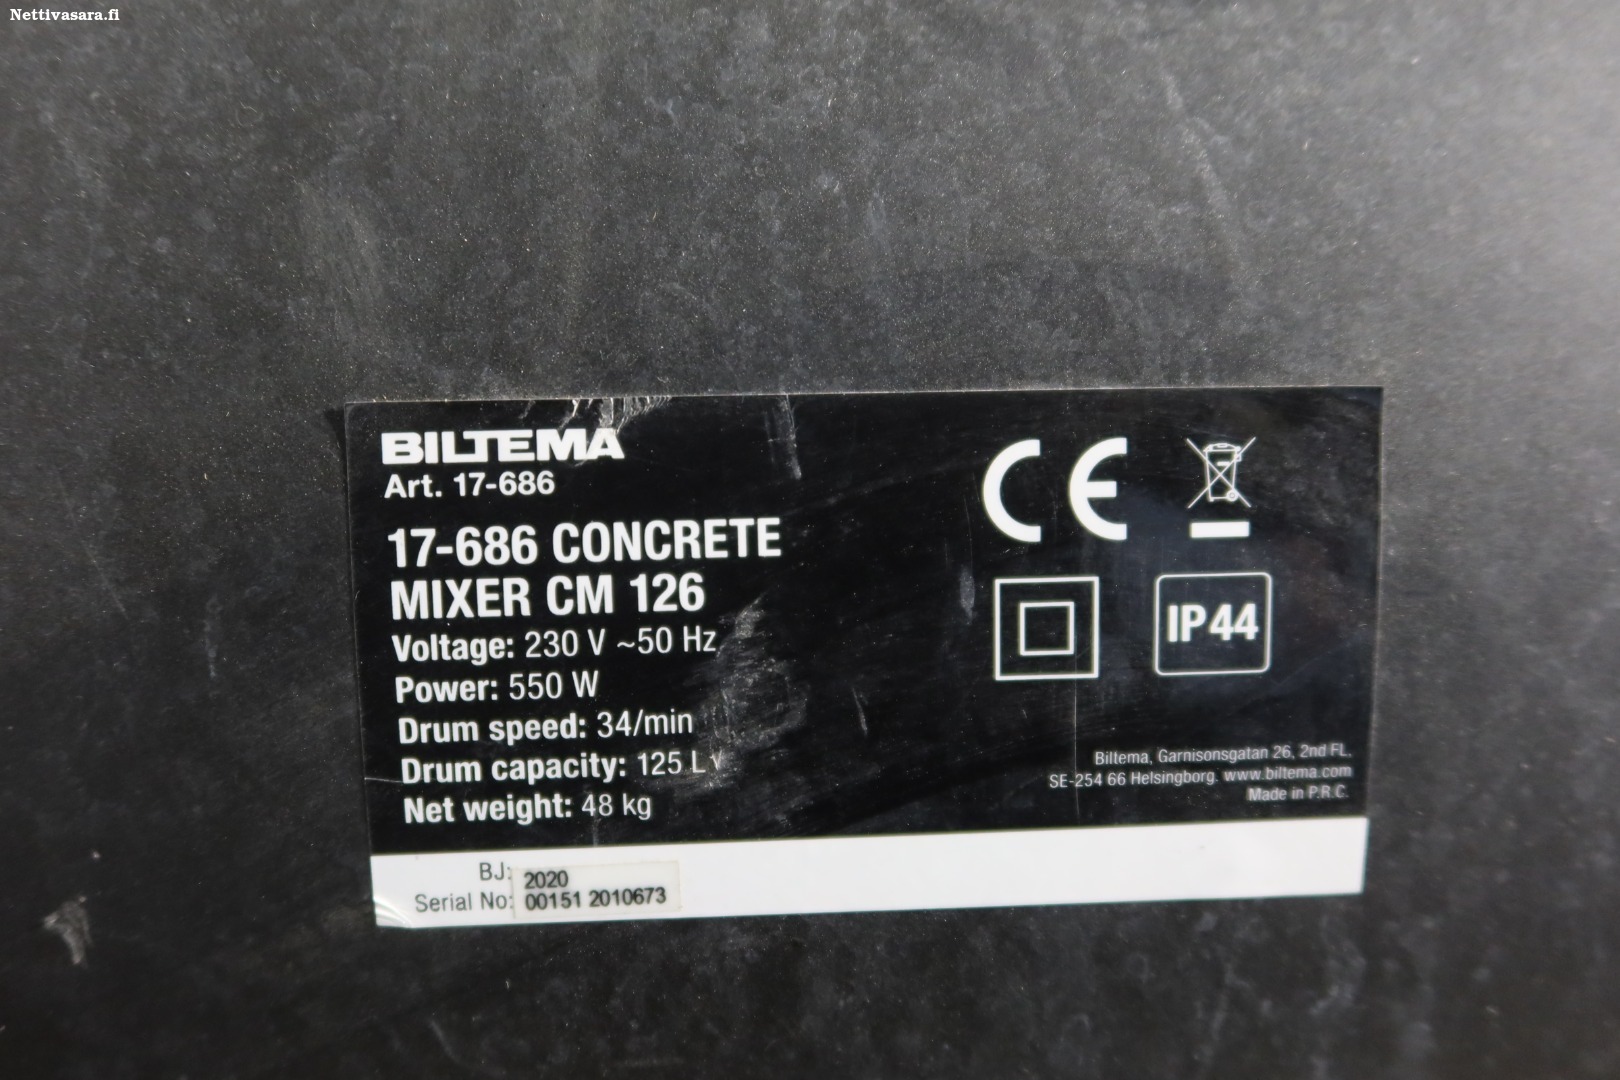 Nettivasara.fi
BILTEMA
Art. 17-686
17-686 CONCRETE
MIXER CM 126
Voltage: 230 V ~50 Hz
Power: 550 W
Drum speed: 34/min
Drum capacity: 125 L
Net weight: 48 kg
CE
IP44
Biltema, Garnisonsgatan 26, 2nd FL.
SE-254 66 Helsingborg. www.biltema.com
Made in P.R.C.
BJ: 2020
Serial No: 00151 2010673